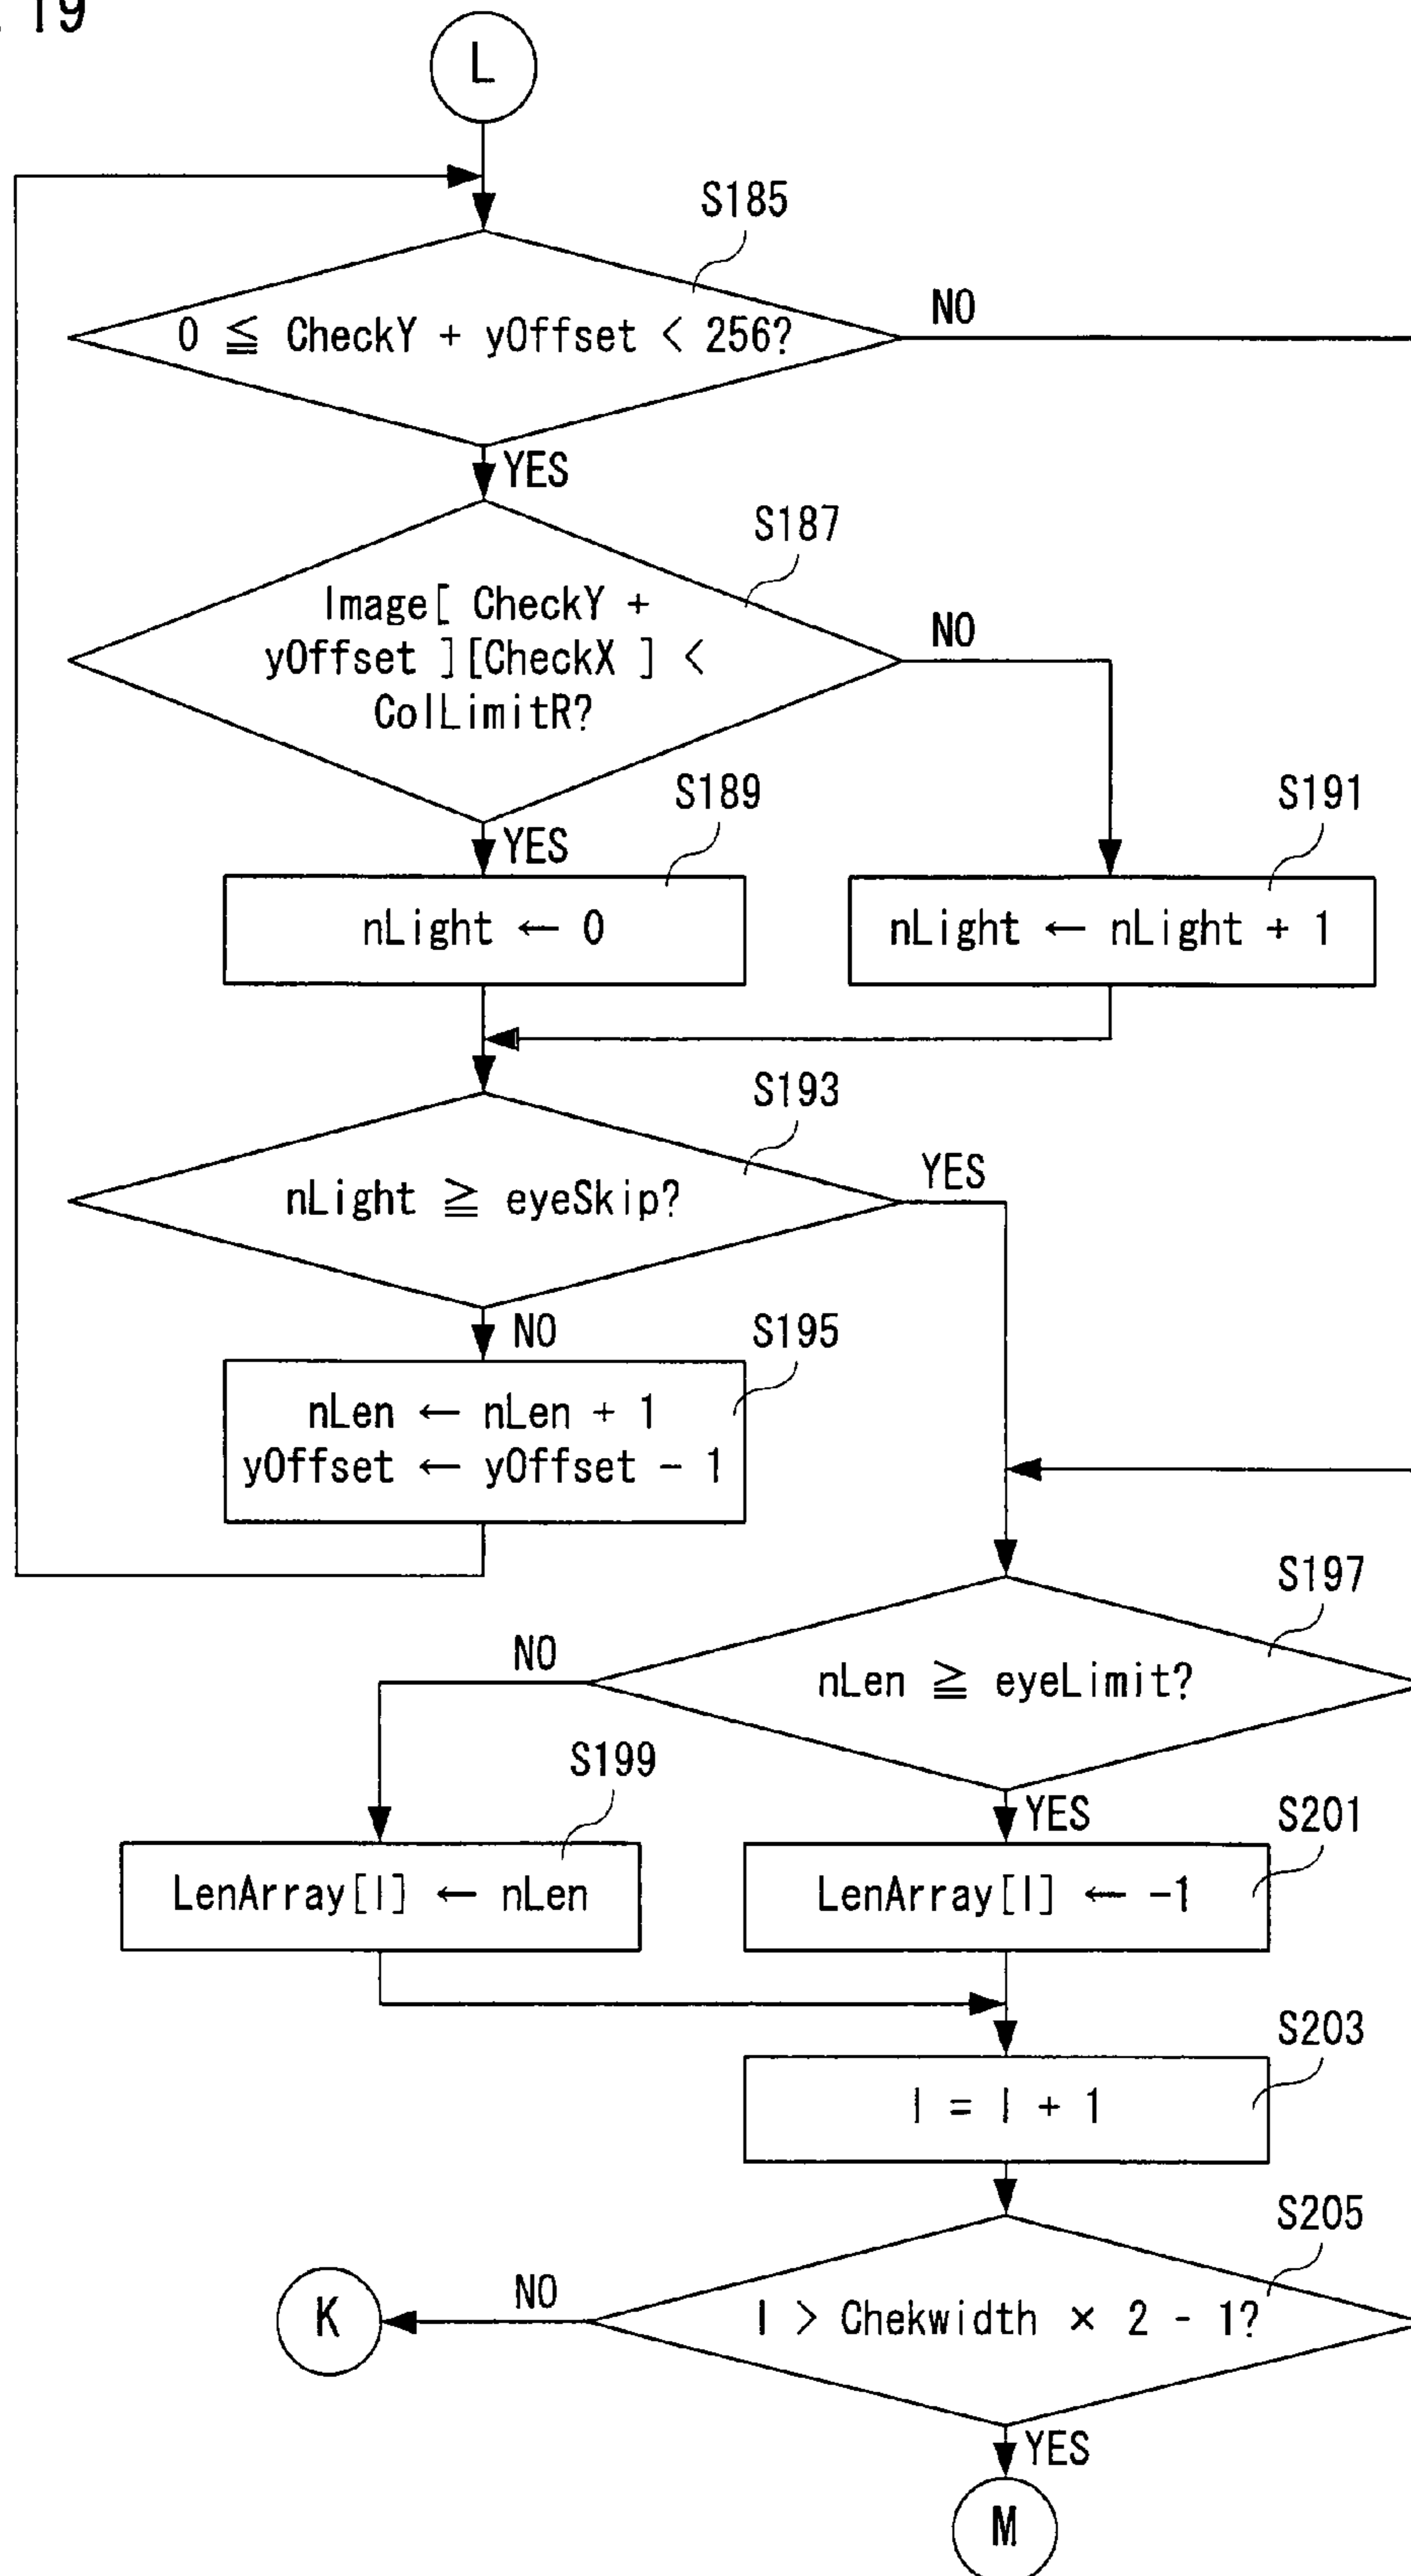 19
L
S185
0 ≦ CheckY + yOffset < 256?
NO
YES
S187
Image[ CheckY +
yOffset ][CheckX ] <
ColLimitR?
NO
S189
S191
YES
nLight ← 0
nLight ← nLight + 1
S193
nLight ≧ eyeSkip?
YES
NO
S195
nLen ← nLen + 1
yOffset ← yOffset - 1
S197
NO
nLen ≧ eyeLimit?
S199
YES
S201
LenArray[I] ← nLen
LenArray[I] ← -1
S203
I = I + 1
S205
K
NO
I > Chekwidth × 2 - 1?
YES
M